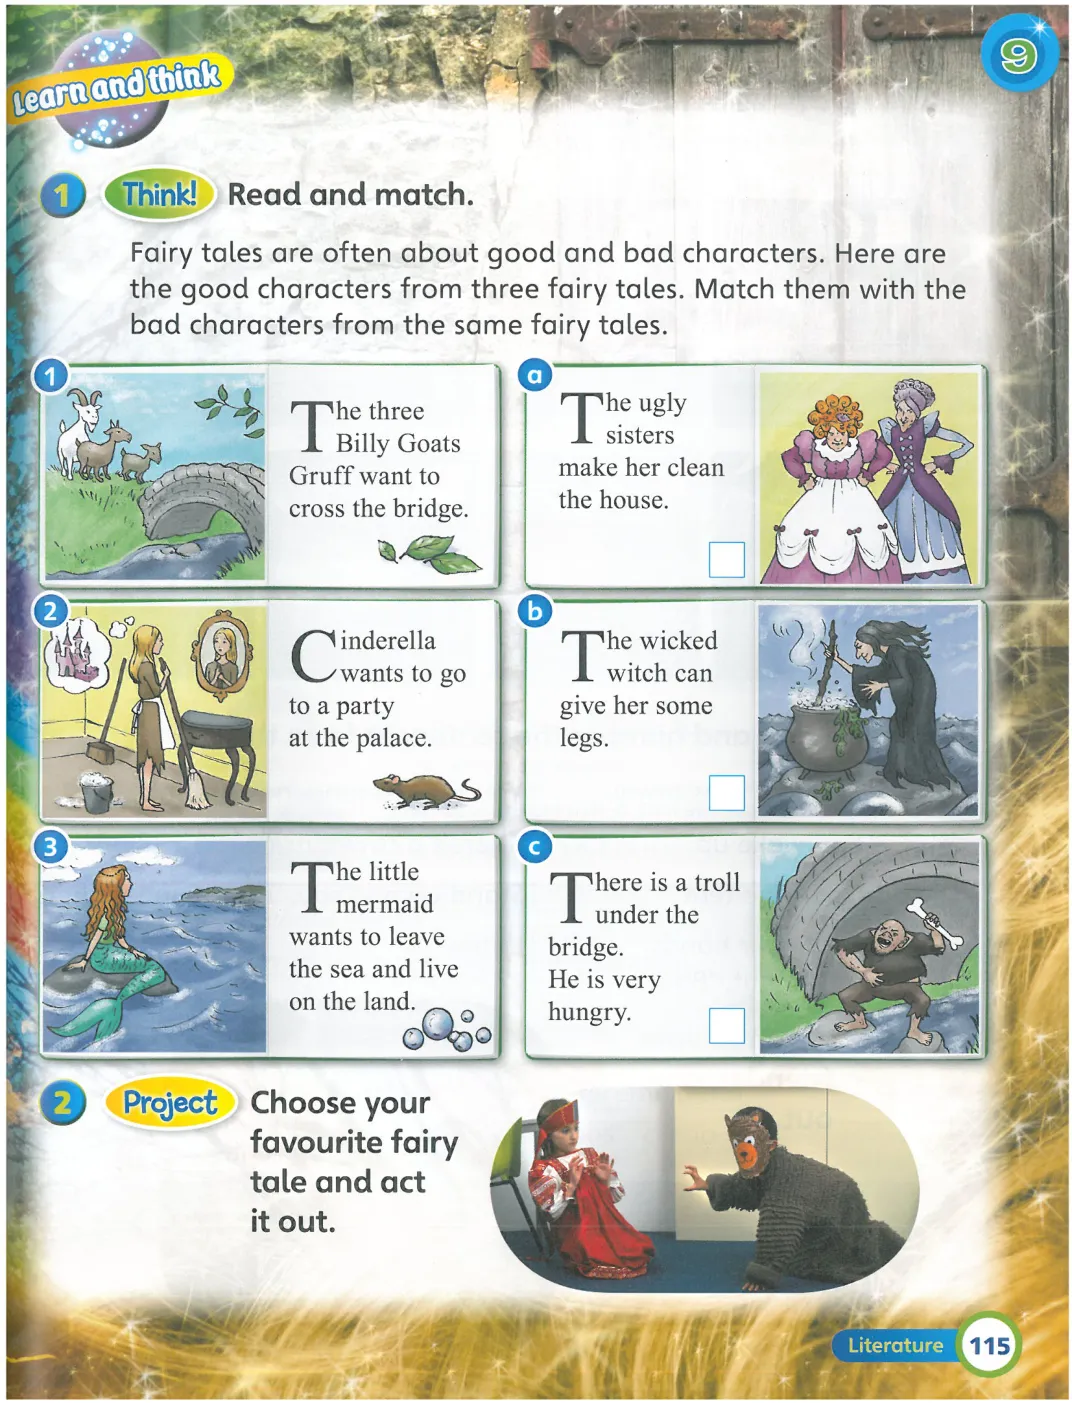 Learn and think
9
1 Think! Read and match.
Fairy tales are often about good and bad characters. Here are
the good characters from three fairy tales. Match them with the
bad characters from the same fairy tales.
1
The three
Billy Goats
Gruff want to
cross the bridge.
a
The ugly
sisters
make her clean
the house.
2
Cinderella
wants to go
to a party
at the palace.
b
The wicked
witch can
give her some
legs.
3
The little
mermaid
wants to leave
the sea and live
on the land.
c
There is a troll
under the
bridge.
He is very
hungry.
2 Project Choose your
favourite fairy
tale and act
it out.
Literature 115